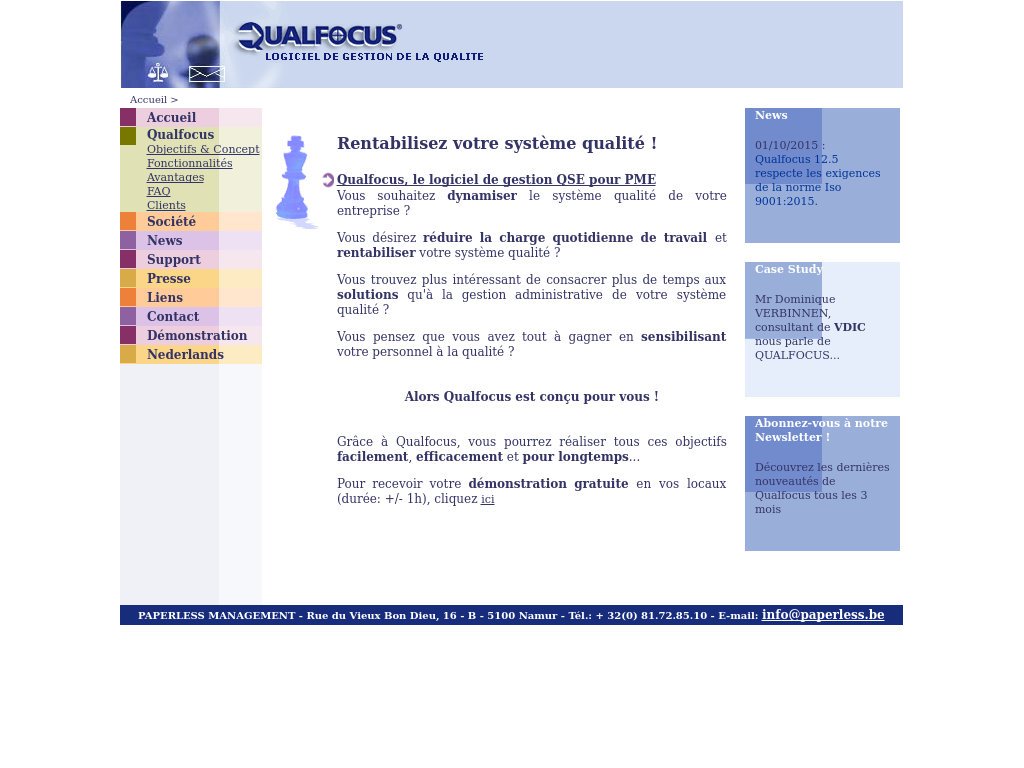 QUALFOCUS®
LOGICIEL DE GESTION DE LA QUALITE
Accueil >
Accueil
Qualfocus
Objectifs & Concept
Fonctionnalités
Avantages
FAQ
Clients
Société
News
Support
Presse
Liens
Contact
Démonstration
Nederlands
Rentabilisez votre système qualité !
Qualfocus, le logiciel de gestion QSE pour PME
Vous souhaitez dynamiser le système qualité de votre
entreprise ?
Vous désirez réduire la charge quotidienne de travail et
rentabiliser votre système qualité ?
Vous trouvez plus intéressant de consacrer plus de temps aux
solutions qu'à la gestion administrative de votre système
qualité ?
Vous pensez que vous avez tout à gagner en sensibilisant
votre personnel à la qualité ?
Alors Qualfocus est conçu pour vous !
Grâce à Qualfocus, vous pourrez réaliser tous ces objectifs
facilement, efficacement et pour longtemps...
Pour recevoir votre démonstration gratuite en vos locaux
(durée: +/- 1h), cliquez ici
News
01/10/2015 :
Qualfocus 12.5
respecte les exigences
de la norme Iso
9001:2015.
Case Study
Mr Dominique
VERBINNEN,
consultant de VDIC
nous parle de
QUALFOCUS...
Abonnez-vous à notre
Newsletter !
Découvrez les dernières
nouveautés de
Qualfocus tous les 3
mois
PAPERLESS MANAGEMENT - Rue du Vieux Bon Dieu, 16 - B - 5100 Namur - Tél.: + 32(0) 81.72.85.10 - E-mail: info@paperless.be